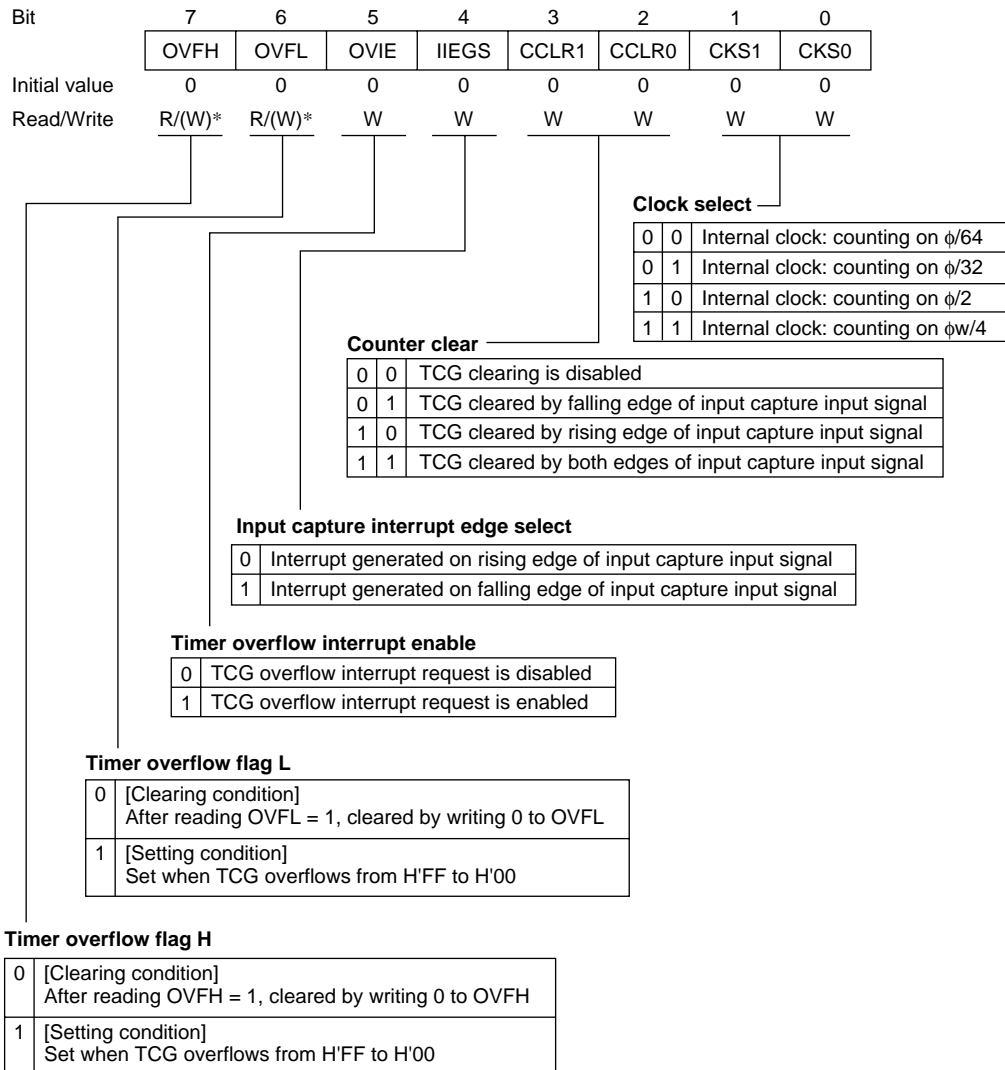 Bit 7 6 5 4 3 2 1 0
OVFH OVFL OVIE IIEGS CCLR1 CCLR0 CKS1 CKS0
Initial value 0 0 0 0 0 0 0 0
Read/Write R/(W)* R/(W)* W W W W W W
Clock select
0 0 Internal clock: counting on ϕ/64
0 1 Internal clock: counting on ϕ/32
1 0 Internal clock: counting on ϕ/2
1 1 Internal clock: counting on ϕw/4
Counter clear
0 0 TCG clearing is disabled
0 1 TCG cleared by falling edge of input capture input signal
1 0 TCG cleared by rising edge of input capture input signal
1 1 TCG cleared by both edges of input capture input signal
Input capture interrupt edge select
0 Interrupt generated on rising edge of input capture input signal
1 Interrupt generated on falling edge of input capture input signal
Timer overflow interrupt enable
0 TCG overflow interrupt request is disabled
1 TCG overflow interrupt request is enabled
Timer overflow flag L
0 [Clearing condition]
After reading OVFL = 1, cleared by writing 0 to OVFL
1 [Setting condition]
Set when TCG overflows from H'FF to H'00
Timer overflow flag H
0 [Clearing condition]
After reading OVFH = 1, cleared by writing 0 to OVFH
1 [Setting condition]
Set when TCG overflows from H'FF to H'00